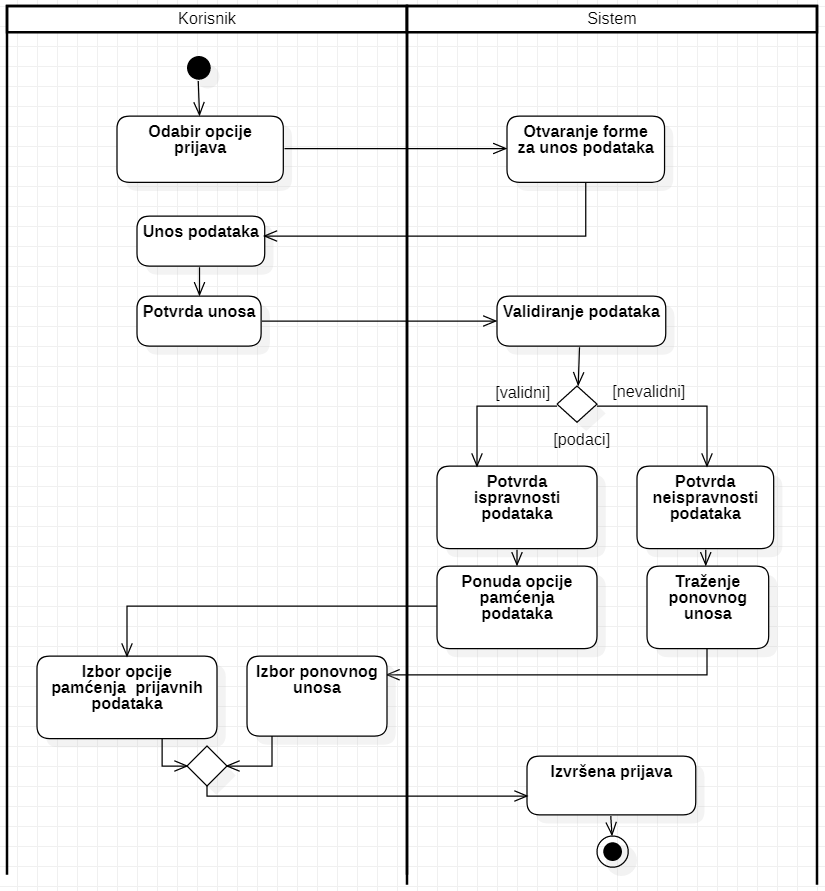 Korisnik
Sistem
Odabir opcije
prijava
Otvaranje forme
za unos podataka
Unos podataka
Potvrda unosa
Validiranje podataka
[validni]
[nevalidni]
[podaci]
Potvrda
ispravnosti
podataka
Potvrda
neispravnosti
podataka
Ponuda opcije
pamćenja
podataka
Traženje
ponovnog
unosa
Izbor opcije
pamćenja prijavnih
podataka
Izbor ponovnog
unosa
Izvršena prijava